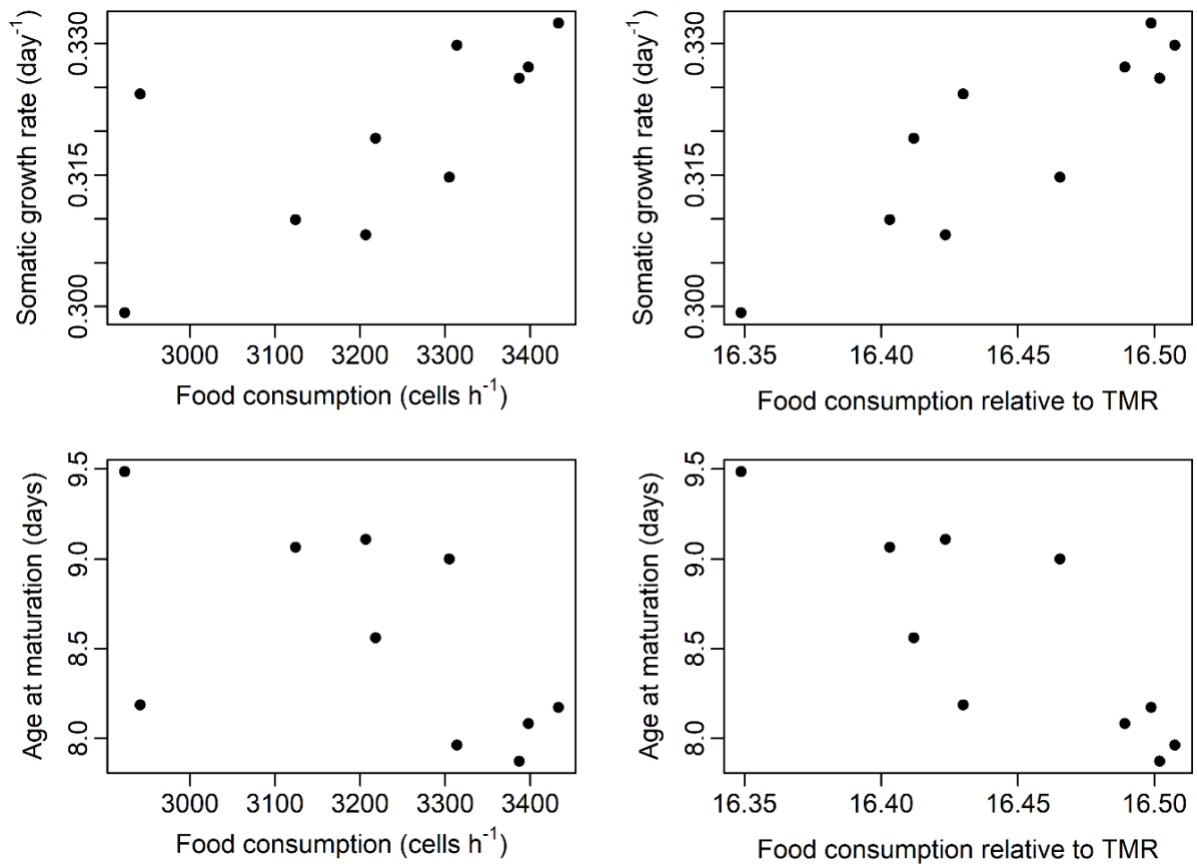 Somatic growth rate (day⁻¹)
0.330
0.315
0.300
3000 3100 3200 3300 3400
Food consumption (cells h⁻¹)
Somatic growth rate (day⁻¹)
0.330
0.315
0.300
16.35 16.40 16.45 16.50
Food consumption relative to TMR
Age at maturation (days)
9.5
9.0
8.5
8.0
3000 3100 3200 3300 3400
Food consumption (cells h⁻¹)
Age at maturation (days)
9.5
9.0
8.5
8.0
16.35 16.40 16.45 16.50
Food consumption relative to TMR